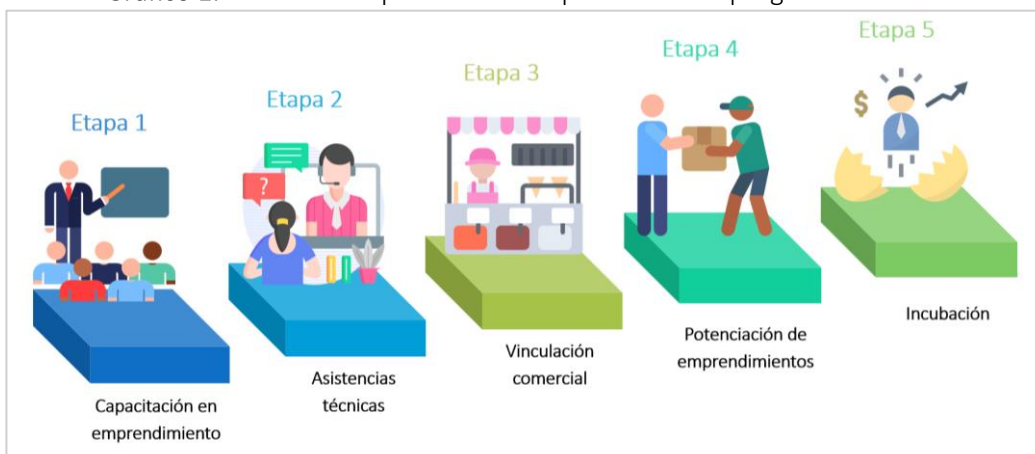 Etapa 1
Etapa 2
Etapa 3
Etapa 4
Etapa 5
?
$
Capacitación en
emprendimiento
Asistencias
técnicas
Vinculación
comercial
Potenciación de
emprendimientos
Incubación